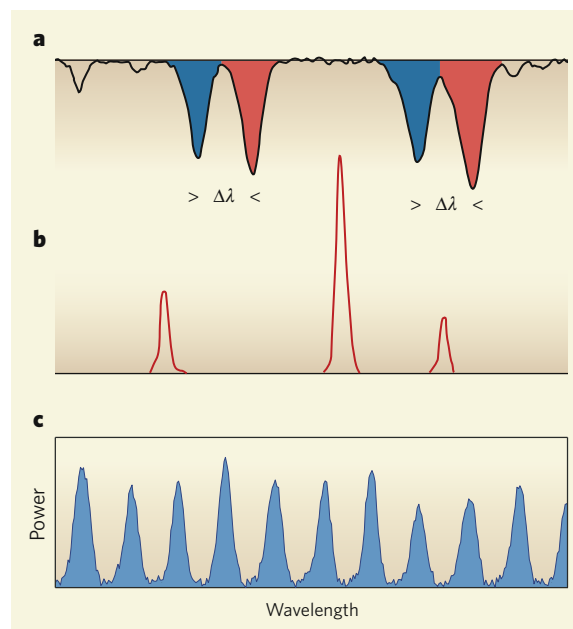 a
> Δλ <
> Δλ <
b
c
Power
Wavelength